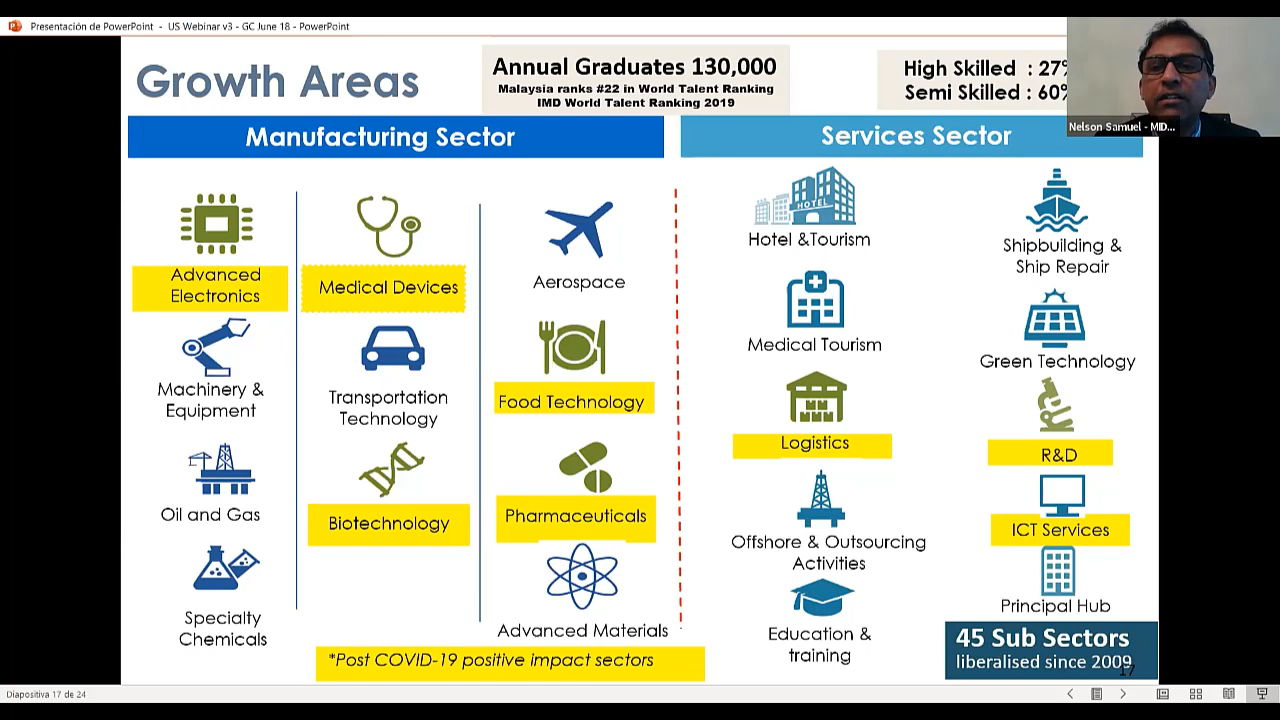 Presentación de PowerPoint - US Webinar v3 - GC June 18 - PowerPoint
Growth Areas
Annual Graduates 130,000
Malaysia ranks #22 in World Talent Ranking
IMD World Talent Ranking 2019
High Skilled : 27%
Semi Skilled : 60%
Nelson Samuel - MID...
Manufacturing Sector
Services Sector
Advanced
Electronics
Machinery &
Equipment
Oil and Gas
Specialty
Chemicals
Medical Devices
Transportation
Technology
Biotechnology
Aerospace
Food Technology
Pharmaceuticals
Advanced Materials
HOTEL
Hotel &Tourism
Medical Tourism
Logistics
Offshore & Outsourcing
Activities
Education &
training
Shipbuilding &
Ship Repair
Green Technology
R&D
ICT Services
Principal Hub
*Post COVID-19 positive impact sectors
45 Sub Sectors
liberalised since 2009
17
Diapositiva 17 de 24